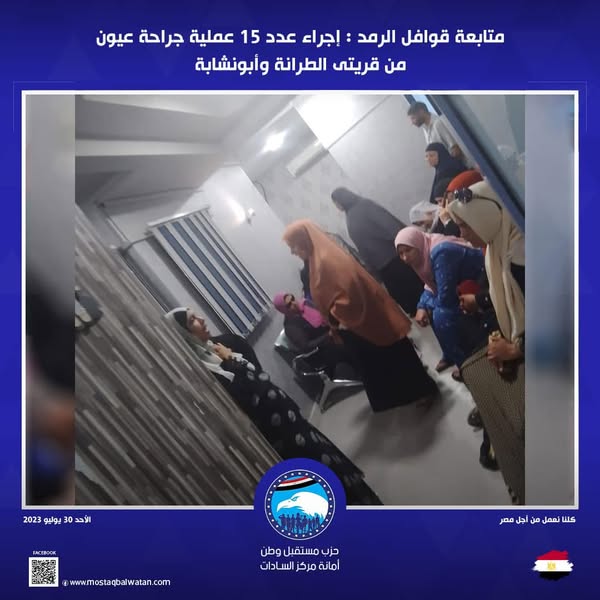 متابعة قوافل الرمد : إجراء عدد 15 عملية جراحة عيون
من قريتى الطرانة وأبونشابة
كلنا نعمل من أجل مصر
الأحد 30 يوليو 2023
حزب مستقبل وطن
أمانة مركز السادات
FACEBOOK
www.mostaqbalwatan.com